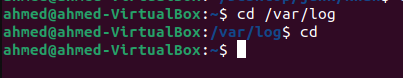 ahmed@ahmed-VirtualBox:~$ cd /var/log
ahmed@ahmed-VirtualBox:/var/log$ cd
ahmed@ahmed-VirtualBox:~$